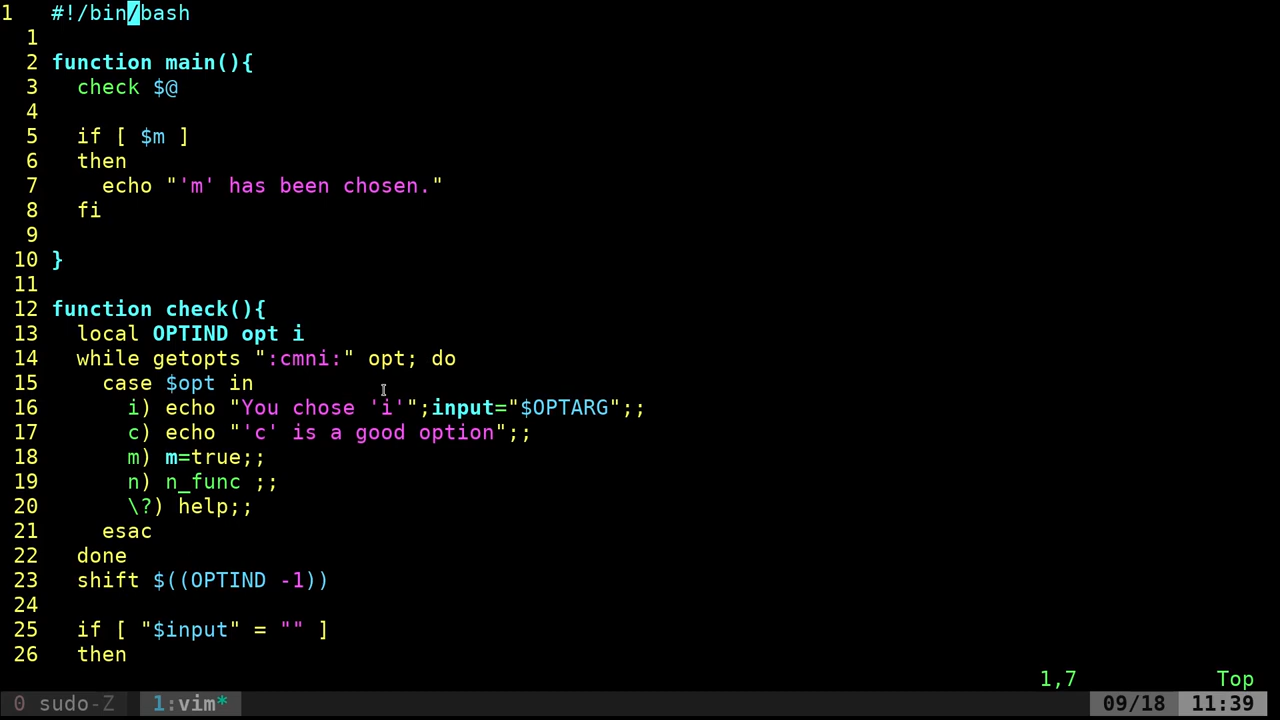 1   #!/bin/bash
  1
  2 function main(){
  3   check $@
  4
  5   if [ $m ]
  6   then
  7     echo "'m' has been chosen."
  8   fi
  9
 10 }
 11
 12 function check(){
 13   local OPTIND opt i
 14   while getopts ":cmni:" opt; do
 15     case $opt in
 16       i) echo "You chose 'i'";input="$OPTARG";;
 17       c) echo "'c' is a good option";;
 18       m) m=true;;
 19       n) n_func ;;
 20       \?) help;;
 21     esac
 22   done
 23   shift $((OPTIND -1))
 24
 25   if [ "$input" = "" ]
 26   then
1,7 Top
0 sudo-Z 1:vim* 09/18 11:39